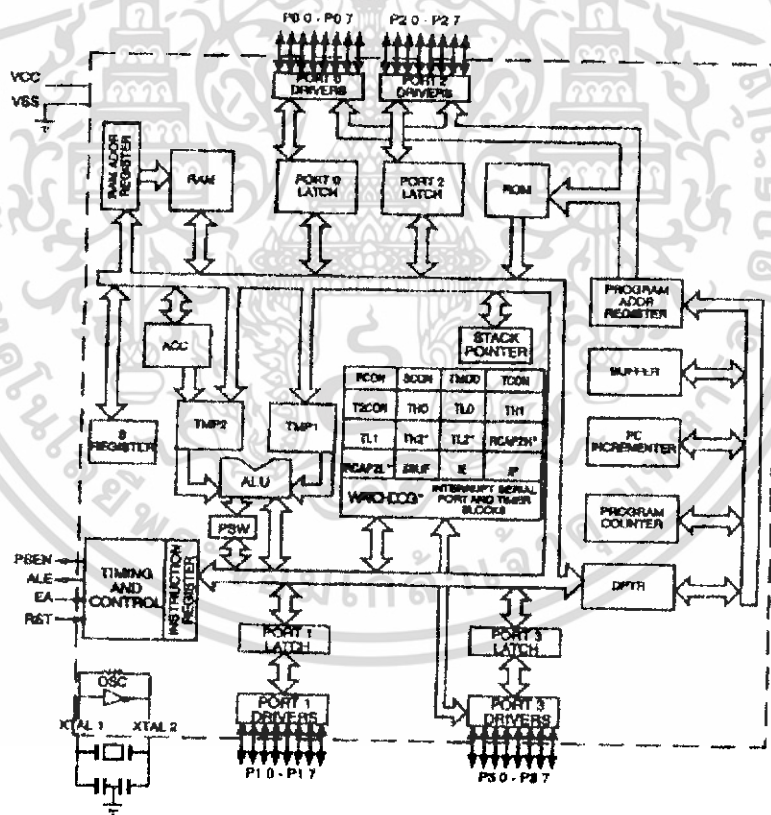 P0 0 - P0 7
P2 0 - P2 7
VCC
VSS
PORT 0
DRIVERS
PORT 2
DRIVERS
RAM ADDR
REGISTER
RAM
PORT 0
LATCH
PORT 2
LATCH
ROM
PROGRAM
ADDR
REGISTER
STACK
POINTER
ACC
BUFFER
PCON SCON TMOD TCON
T2CON TH0 TL0 TH1
TL1 TH2* TL2* RCAP2H*
RCAP2L* SBUF IE IP
WATCHDOG** INTERRUPT SERIAL
PORT AND TIMER
BLOCKS
B
REGISTER
TMP2
TMP1
PC
INCREMENTER
ALU
PSW
PROGRAM
COUNTER
PSEN
ALE
EA
RST
TIMING
AND
CONTROL
INSTRUCTION
REGISTER
DPTR
PORT 1
LATCH
PORT 3
LATCH
OSC
XTAL 1
XTAL 2
PORT 1
DRIVERS
PORT 3
DRIVERS
P1 0 - P1 7
P3 0 - P3 7